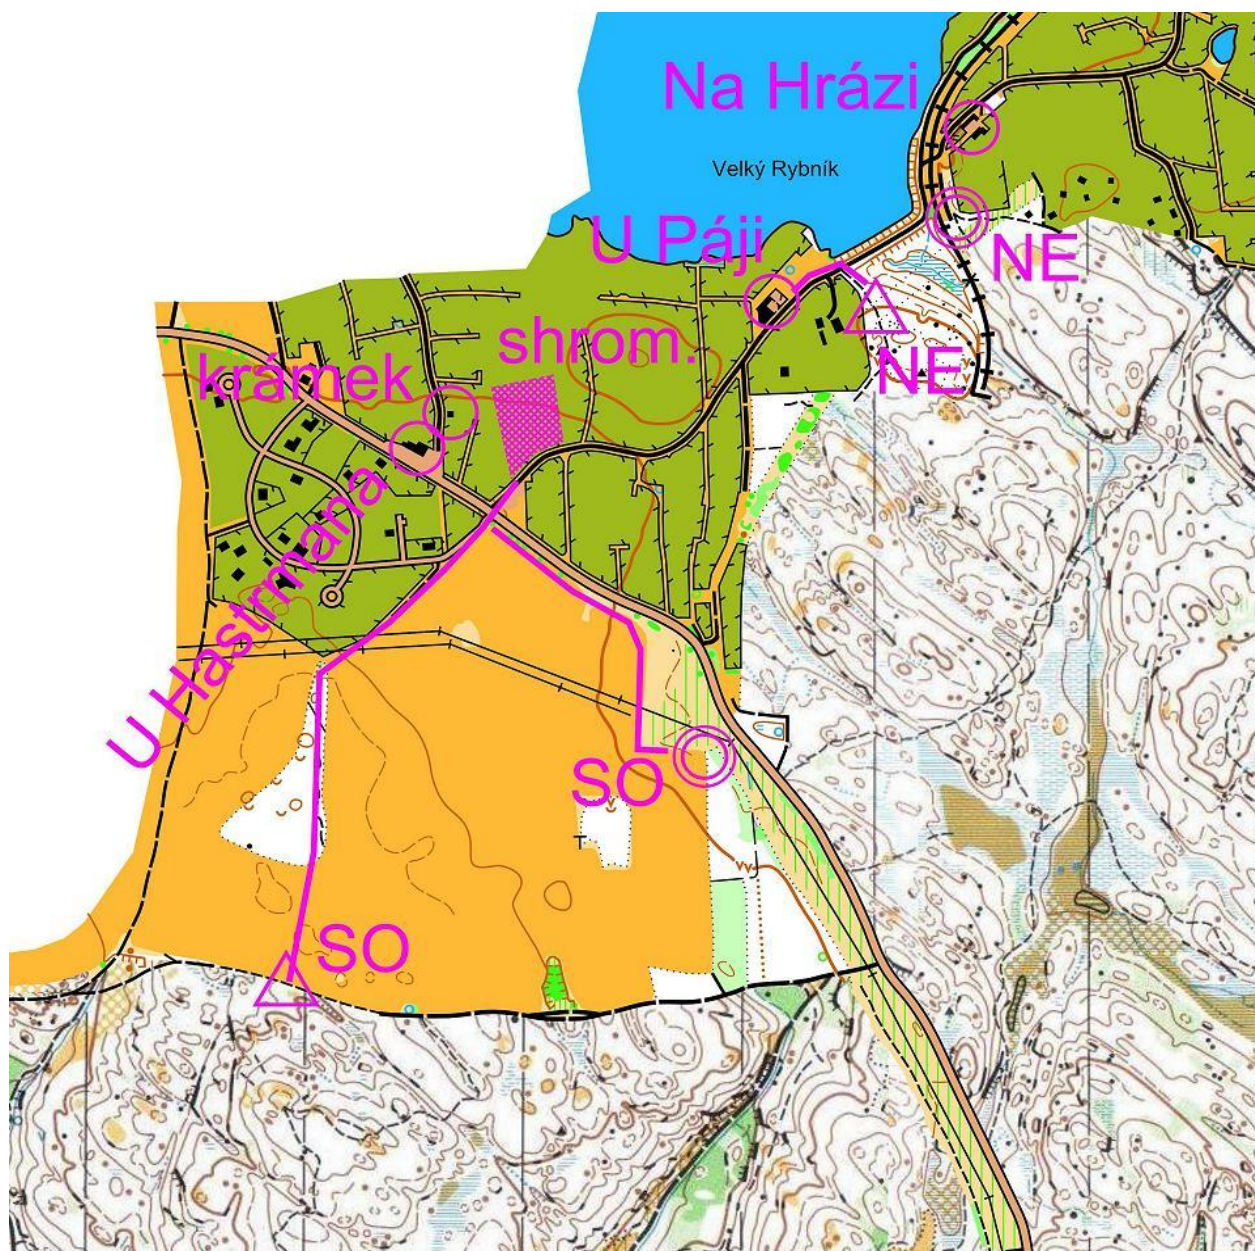 Na Hrázi
Velký Rybník
U Páji
NE
shrom.
NE
krámek
U Hastrmana
SO
SO